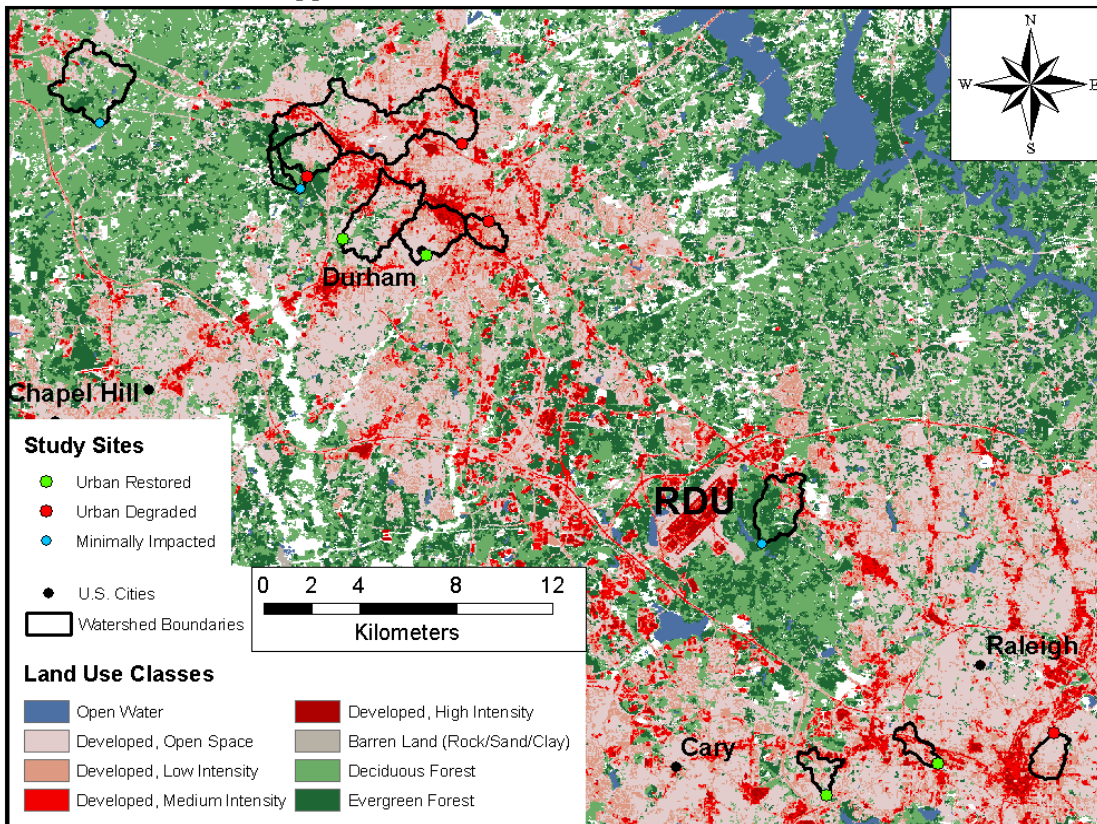 N
W E
S
Durham
Chapel Hill
RDU
Raleigh
Cary
Study Sites
Urban Restored
Urban Degraded
Minimally Impacted
U.S. Cities
Watershed Boundaries
0 2 4 8 12
Kilometers
Land Use Classes
Open Water
Developed, Open Space
Developed, Low Intensity
Developed, Medium Intensity
Developed, High Intensity
Barren Land (Rock/Sand/Clay)
Deciduous Forest
Evergreen Forest